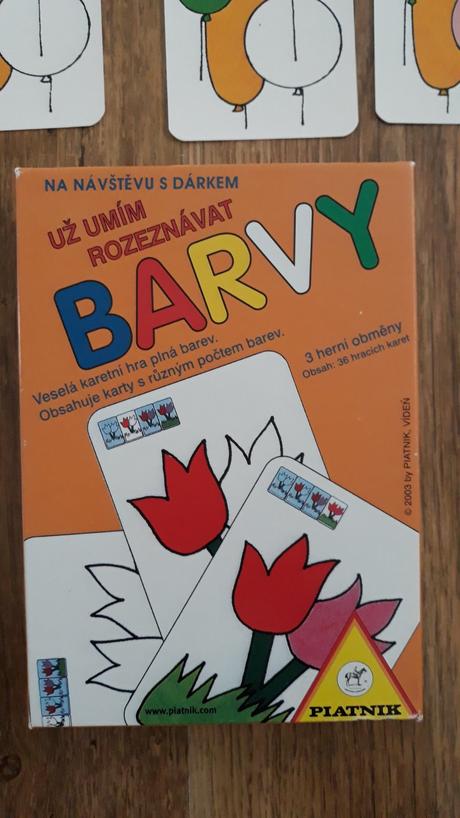 NA NÁVŠTĚVU S DÁRKEM
UŽ UMÍM
ROZEZNÁVAT
BARVY
Veselá karetní hra plná barev.
Obsahuje karty s různým počtem barev.
3 herní obměny
Obsah: 36 hracích karet
© 2003 by PIATNIK, VÍDEŇ
www.piatnik.com
PIATNIK